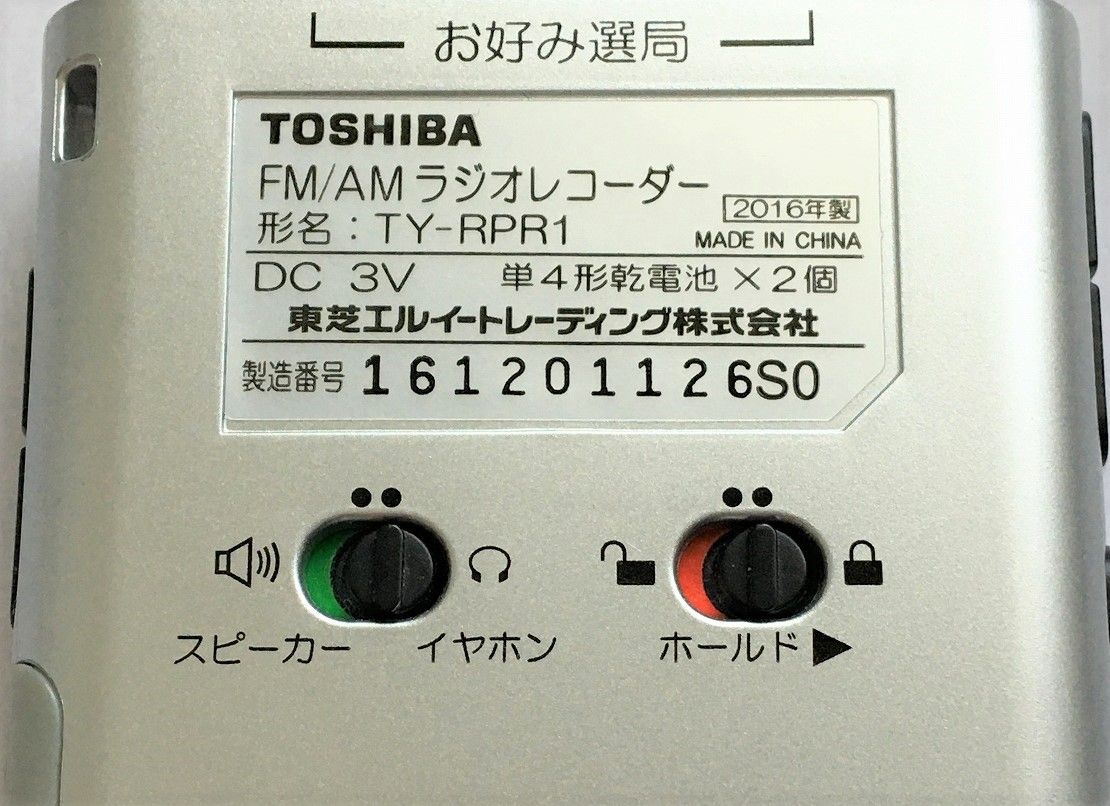 お好み選局
TOSHIBA
FM/AM ラジオレコーダー
2016年製
形名：TY-RPR1
MADE IN CHINA
DC 3V 単4形乾電池×2個
東芝エルイートレーディング株式会社
製造番号 161201126S0
スピーカー イヤホン ホールド▶